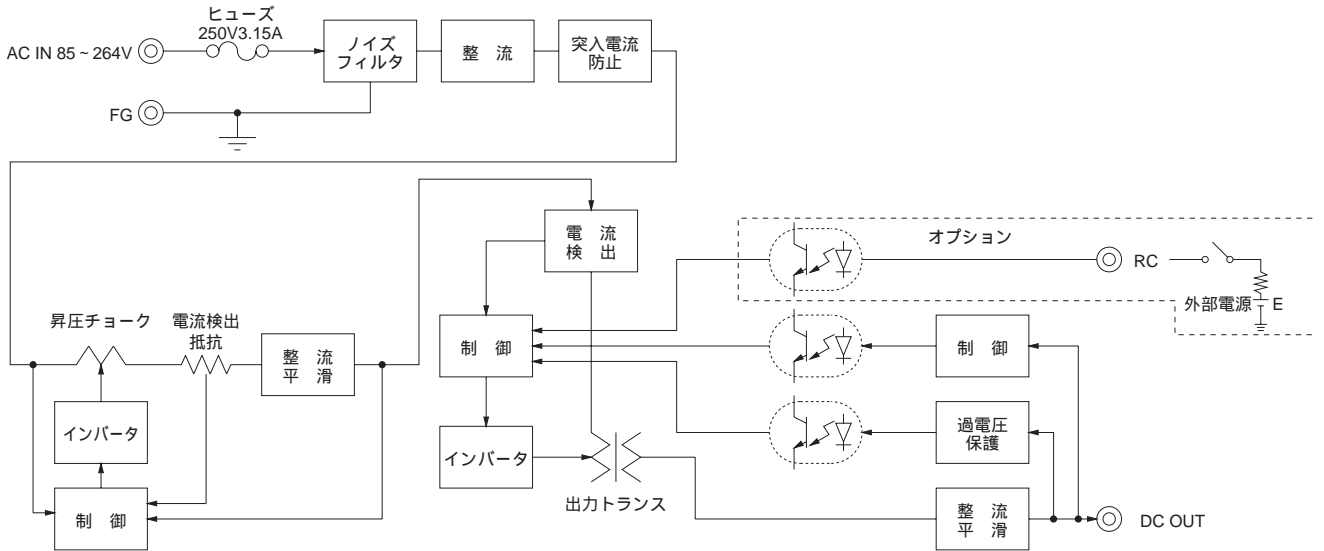 ヒューズ
250V3.15A
AC IN 85~264V
ノイズ
フィルタ
整 流
突入電流
防止
FG
電 流
検 出
オプション
RC
外部電源
E
昇圧チョーク
電流検出
抵抗
整 流
平 滑
制 御
制 御
インバータ
過電圧
保護
インバータ
出力トランス
制 御
整 流
平 滑
DC OUT